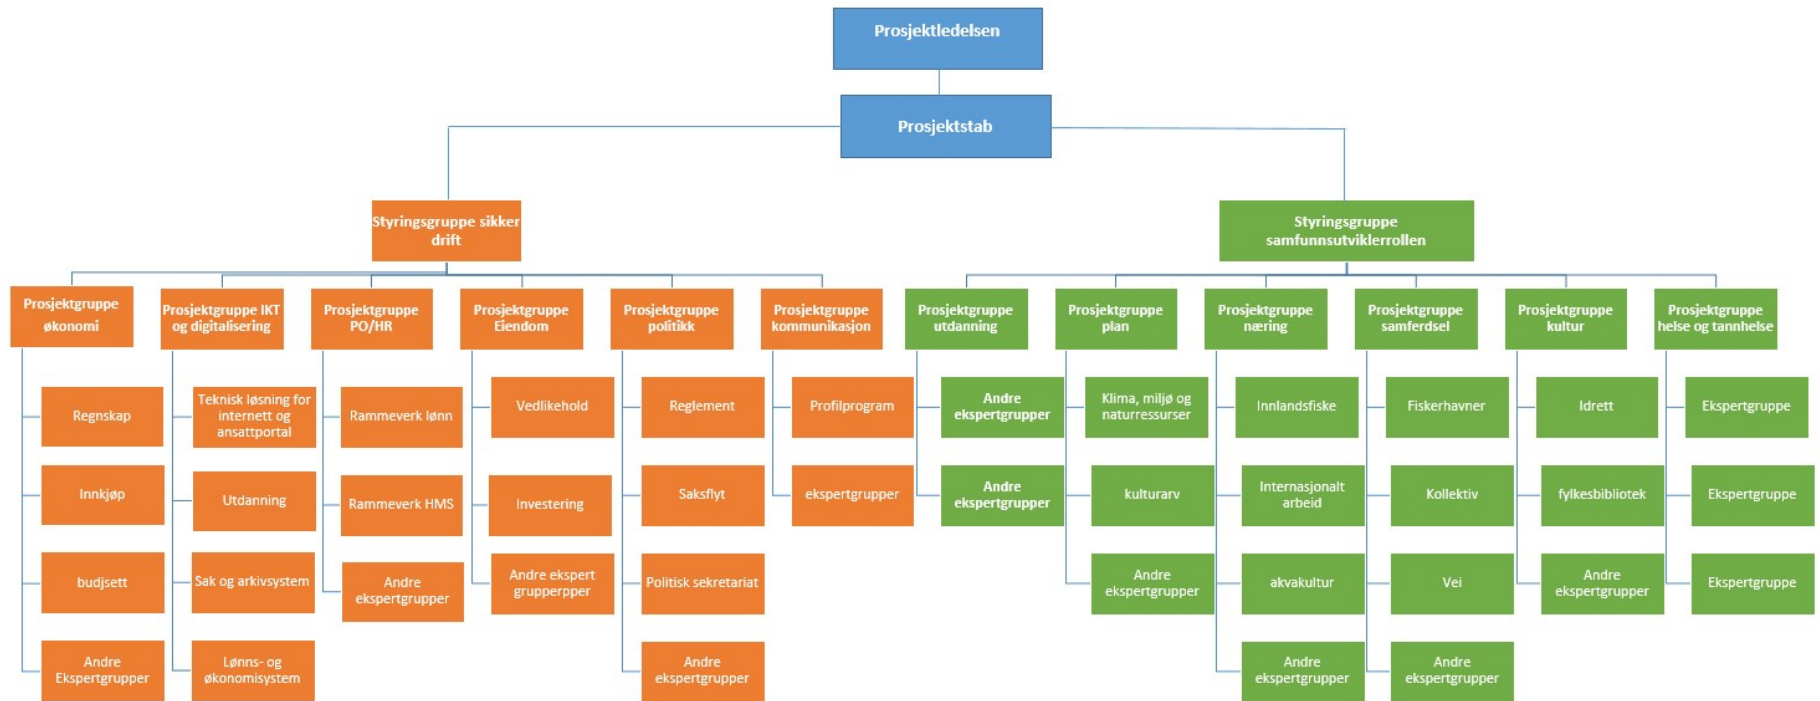 Prosjektledelsen
Prosjektstab
Styringsgruppe sikker
drift
Styringsgruppe
samfunnsutviklerrollen
Prosjektgruppe
økonomi
Prosjektgruppe IKT
og digitalisering
Prosjektgruppe
PO/HR
Prosjektgruppe
Eiendom
Prosjektgruppe
politikk
Prosjektgruppe
kommunikasjon
Prosjektgruppe
utdanning
Prosjektgruppe
plan
Prosjektgruppe
næring
Prosjektgruppe
samferdsel
Prosjektgruppe
kultur
Prosjektgruppe
helse og tannhelse
Regnskap
Innkjøp
budjsett
Andre
Ekspertgrupper
Teknisk løsning for
internett og
ansattportal
Utdanning
Sak og arkivsystem
Lønns- og
økonomisystem
Rammeverk lønn
Rammeverk HMS
Andre
ekspertgrupper
Vedlikehold
Investering
Andre ekspert
grupperpper
Reglement
Saksflyt
Politisk sekretariat
Andre
ekspertgrupper
Profilprogram
ekspertgrupper
Andre
ekspertgrupper
Andre
ekspertgrupper
Klima, miljø og
naturressurser
kulturarv
Andre
ekspertgrupper
Innlandsfiske
Internasjonalt
arbeid
akvakultur
Andre
ekspertgrupper
Fiskerhavner
Kollektiv
Vei
Andre
ekspertgrupper
Idrett
fylkesbibliotek
Andre
ekspertgrupper
Ekspertgruppe
Ekspertgruppe
Ekspertgruppe